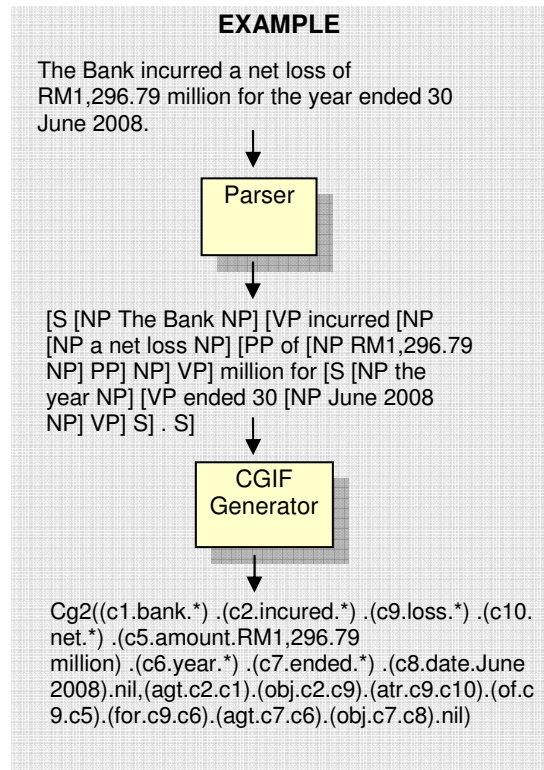 EXAMPLE
The Bank incurred a net loss of
RM1,296.79 million for the year ended 30
June 2008.
Parser
[S [NP The Bank NP] [VP incurred [NP
[NP a net loss NP] [PP of [NP RM1,296.79
NP] PP] NP] VP] million for [S [NP the
year NP] [VP ended 30 [NP June 2008
NP] VP] S] . S]
CGIF
Generator
Cg2((c1.bank.*) .(c2.incured.*) .(c9.loss.*) .(c10.
net.*) .(c5.amount.RM1,296.79
million) .(c6.year.*) .(c7.ended.*) .(c8.date.June
2008).nil,(agt.c2.c1).(obj.c2.c9).(atr.c9.c10).(of.c
9.c5).(for.c9.c6).(agt.c7.c6).(obj.c7.c8).nil)